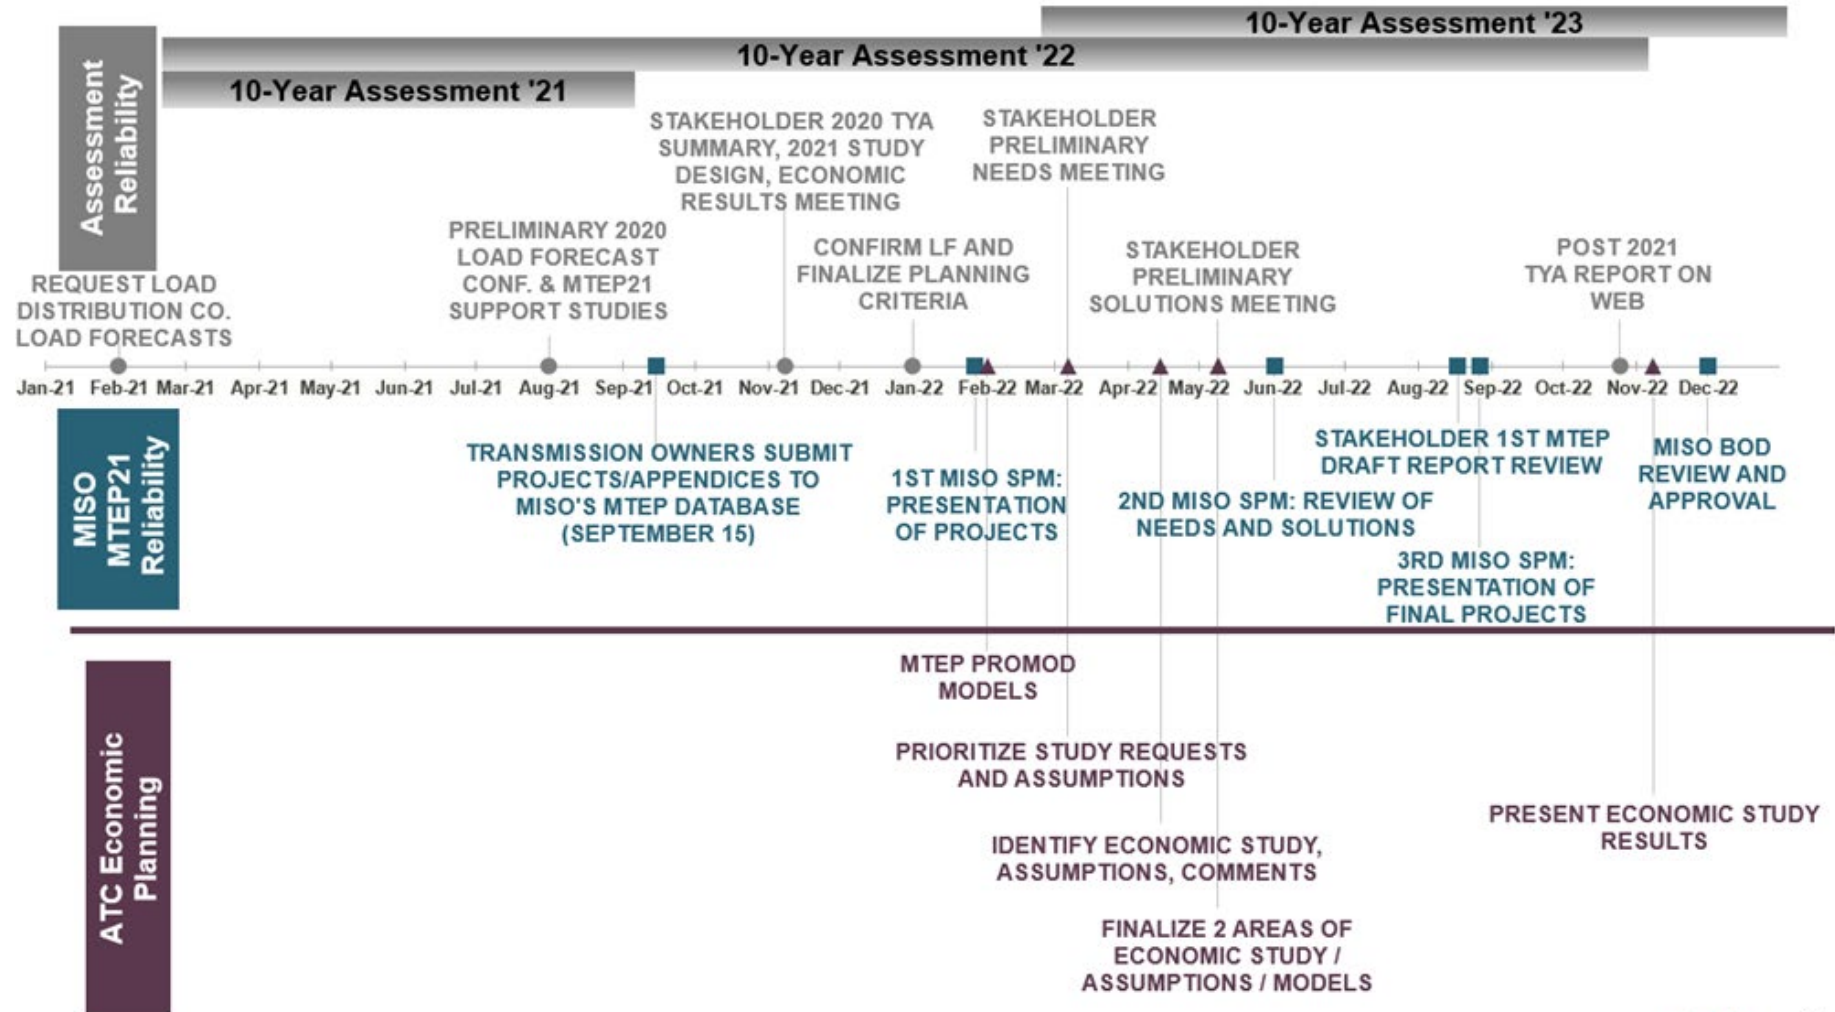 10-Year Assessment '23
10-Year Assessment '22
10-Year Assessment '21
Assessment
Reliability
REQUEST LOAD
DISTRIBUTION CO.
LOAD FORECASTS
PRELIMINARY 2020
LOAD FORECAST
CONF. & MTEP21
SUPPORT STUDIES
STAKEHOLDER 2020 TYA
SUMMARY, 2021 STUDY
DESIGN, ECONOMIC
RESULTS MEETING
CONFIRM LF AND
FINALIZE PLANNING
CRITERIA
STAKEHOLDER
PRELIMINARY
NEEDS MEETING
STAKEHOLDER
PRELIMINARY
SOLUTIONS MEETING
POST 2021
TYA REPORT ON
WEB
Jan-21 Feb-21 Mar-21 Apr-21 May-21 Jun-21 Jul-21 Aug-21 Sep-21 Oct-21 Nov-21 Dec-21 Jan-22 Feb-22 Mar-22 Apr-22 May-22 Jun-22 Jul-22 Aug-22 Sep-22 Oct-22 Nov-22 Dec-22
MISO
MTEP21
Reliability
TRANSMISSION OWNERS SUBMIT
PROJECTS/APPENDICES TO
MISO'S MTEP DATABASE
(SEPTEMBER 15)
1ST MISO SPM:
PRESENTATION
OF PROJECTS
2ND MISO SPM: REVIEW OF
NEEDS AND SOLUTIONS
STAKEHOLDER 1ST MTEP
DRAFT REPORT REVIEW
3RD MISO SPM:
PRESENTATION OF
FINAL PROJECTS
MISO BOD
REVIEW AND
APPROVAL
ATC Economic
Planning
MTEP PROMOD
MODELS
PRIORITIZE STUDY REQUESTS
AND ASSUMPTIONS
IDENTIFY ECONOMIC STUDY,
ASSUMPTIONS, COMMENTS
FINALIZE 2 AREAS OF
ECONOMIC STUDY /
ASSUMPTIONS / MODELS
PRESENT ECONOMIC STUDY
RESULTS